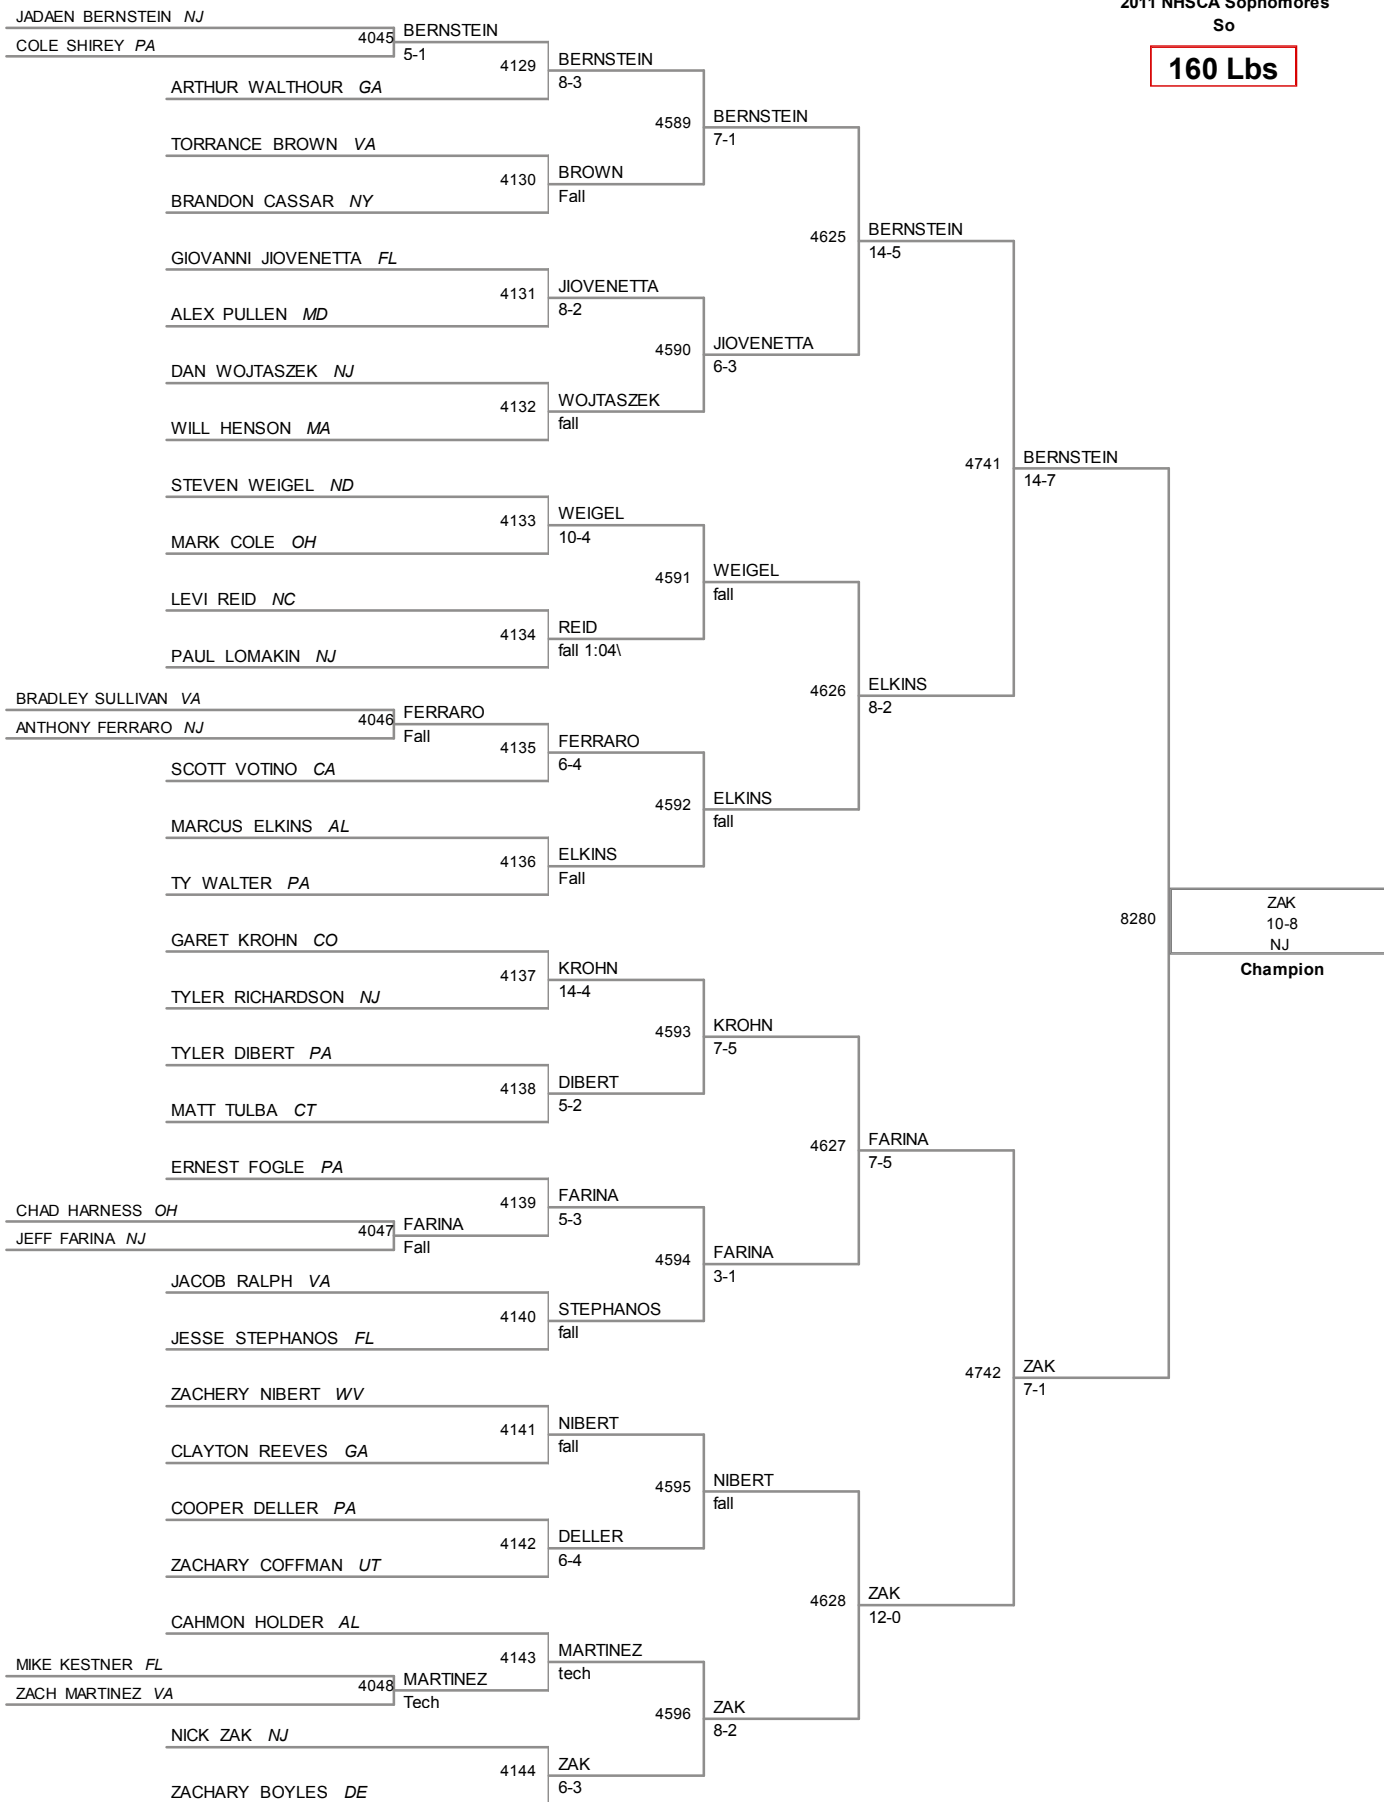 2011 NHSCA Sophomores
So
160 Lbs
JADAEN BERNSTEIN NJ
COLE SHIREY PA
4045
BERNSTEIN
5-1
ARTHUR WALTHOUR GA
4129
BERNSTEIN
8-3
TORRANCE BROWN VA
BRANDON CASSAR NY
4130
BROWN
Fall
4589
BERNSTEIN
7-1
GIOVANNI JIOVENETTA FL
ALEX PULLEN MD
4131
JIOVENETTA
8-2
DAN WOJTASZEK NJ
WILL HENSON MA
4132
WOJTASZEK
fall
4590
JIOVENETTA
6-3
4625
BERNSTEIN
14-5
STEVEN WEIGEL ND
MARK COLE OH
4133
WEIGEL
10-4
LEVI REID NC
PAUL LOMAKIN NJ
4134
REID
fall 1:04\
4591
WEIGEL
fall
BRADLEY SULLIVAN VA
ANTHONY FERRARO NJ
4046
FERRARO
Fall
SCOTT VOTINO CA
4135
FERRARO
6-4
MARCUS ELKINS AL
TY WALTER PA
4136
ELKINS
Fall
4592
ELKINS
fall
4626
ELKINS
8-2
4741
BERNSTEIN
14-7
GARET KROHN CO
TYLER RICHARDSON NJ
4137
KROHN
14-4
TYLER DIBERT PA
MATT TULBA CT
4138
DIBERT
5-2
4593
KROHN
7-5
ERNEST FOGLE PA
CHAD HARNESS OH
JEFF FARINA NJ
4047
FARINA
Fall
4139
FARINA
5-3
JACOB RALPH VA
JESSE STEPHANOS FL
4140
STEPHANOS
fall
4594
FARINA
3-1
4627
FARINA
7-5
ZACHERY NIBERT WV
CLAYTON REEVES GA
4141
NIBERT
fall
COOPER DELLER PA
ZACHARY COFFMAN UT
4142
DELLER
6-4
4595
NIBERT
fall
CAHMON HOLDER AL
MIKE KESTNER FL
ZACH MARTINEZ VA
4048
MARTINEZ
Tech
4143
MARTINEZ
tech
NICK ZAK NJ
ZACHARY BOYLES DE
4144
ZAK
6-3
4596
ZAK
8-2
4628
ZAK
12-0
4742
ZAK
7-1
8280
ZAK
10-8
NJ
Champion